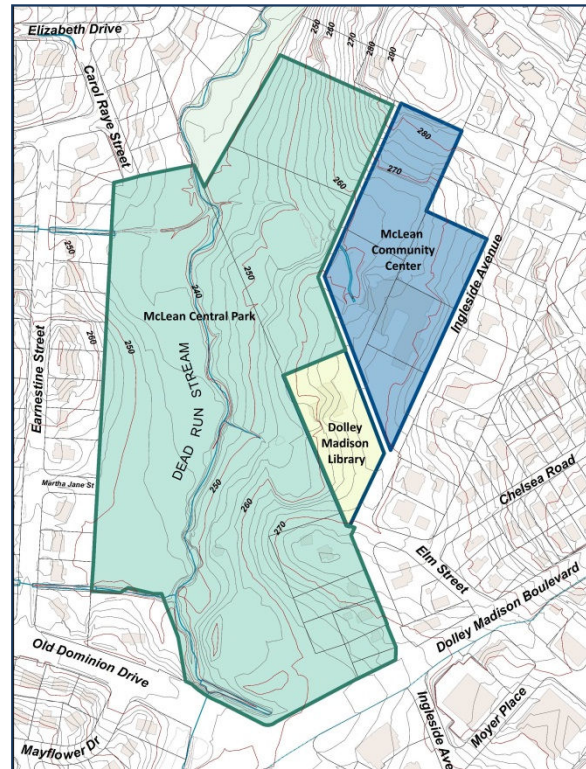 Elizabeth Drive
Carol Raye Street
250
260
270
280
290
280
270
260
McLean
Community
Center
Ingleside Avenue
250
250
240
McLean Central Park
260
250
Earnestine Street
DEAD RUN STREAM
Dolley
Madison
Library
Martha Jane St
250
260
270
Chelsea Road
Elm Street
Dolley Madison Boulevard
Old Dominion Drive
Mayflower Dr
Ingleside Ave
Moyer Place